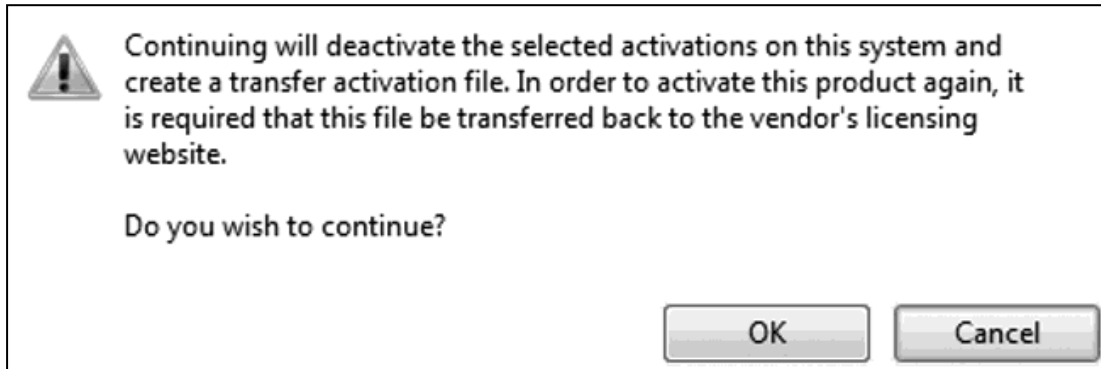 Continuing will deactivate the selected activations on this system and
create a transfer activation file. In order to activate this product again, it
is required that this file be transferred back to the vendor's licensing
website.
Do you wish to continue?
OK
Cancel